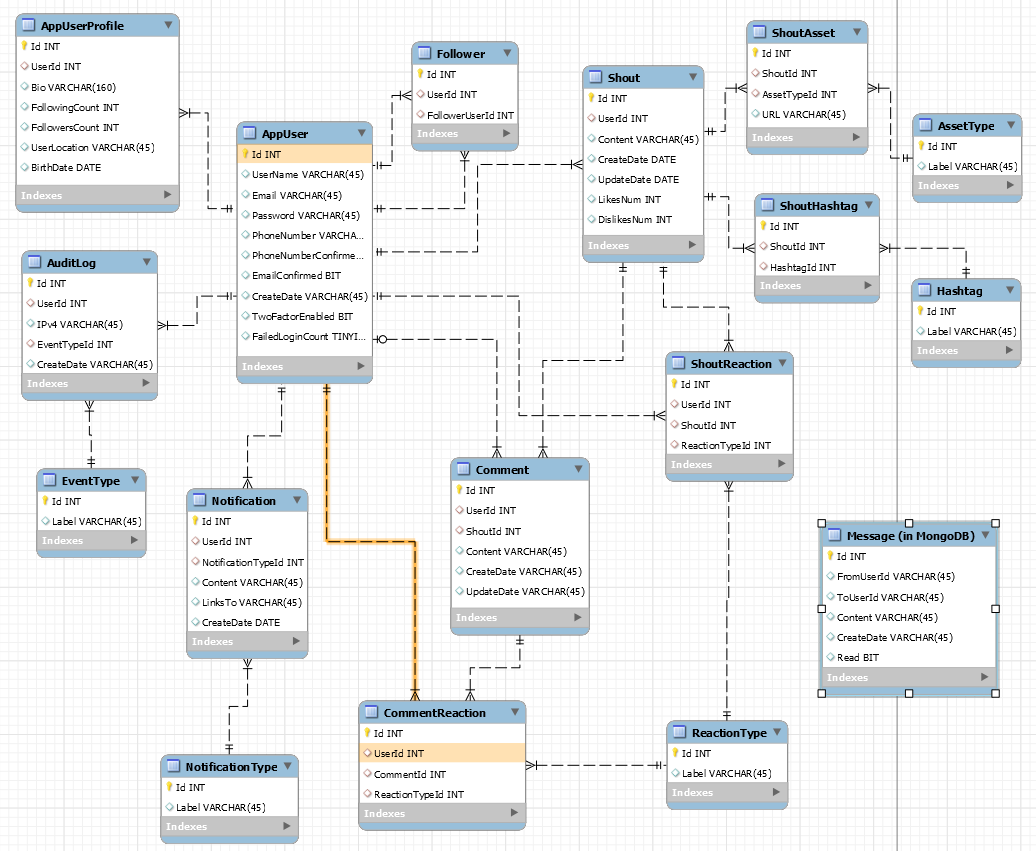 AppUserProfile
Id INT
UserId INT
Bio VARCHAR(160)
FollowingCount INT
FollowersCount INT
UserLocation VARCHAR(45)
BirthDate DATE
Indexes
AppUser
Id INT
UserName VARCHAR(45)
Email VARCHAR(45)
Password VARCHAR(45)
PhoneNumber VARCHA...
PhoneNumberConfirme...
EmailConfirmed BIT
CreateDate VARCHAR(45)
TwoFactorEnabled BIT
FailedLoginCount TINYI...
Indexes
Follower
Id INT
UserId INT
FollowerUserId INT
Indexes
Shout
Id INT
UserId INT
Content VARCHAR(45)
CreateDate DATE
UpdateDate DATE
LikesNum INT
DislikesNum INT
Indexes
ShoutAsset
Id INT
ShoutId INT
AssetTypeId INT
URL VARCHAR(45)
Indexes
AssetType
Id INT
Label VARCHAR(45)
Indexes
ShoutHashtag
Id INT
ShoutId INT
HashtagId INT
Indexes
Hashtag
Id INT
Label VARCHAR(45)
Indexes
AuditLog
Id INT
UserId INT
IPv4 VARCHAR(45)
EventTypeId INT
CreateDate VARCHAR(45)
Indexes
ShoutReaction
Id INT
UserId INT
ShoutId INT
ReactionTypeId INT
Indexes
EventType
Id INT
Label VARCHAR(45)
Indexes
Notification
Id INT
UserId INT
NotificationTypeId INT
Content VARCHAR(45)
LinksTo VARCHAR(45)
CreateDate DATE
Indexes
Comment
Id INT
UserId INT
ShoutId INT
Content VARCHAR(45)
CreateDate VARCHAR(45)
UpdateDate VARCHAR(45)
Indexes
Message (in MongoDB)
Id INT
FromUserId VARCHAR(45)
ToUserId VARCHAR(45)
Content VARCHAR(45)
CreateDate VARCHAR(45)
Read BIT
Indexes
NotificationType
Id INT
Label VARCHAR(45)
Indexes
CommentReaction
Id INT
UserId INT
CommentId INT
ReactionTypeId INT
Indexes
ReactionType
Id INT
Label VARCHAR(45)
Indexes